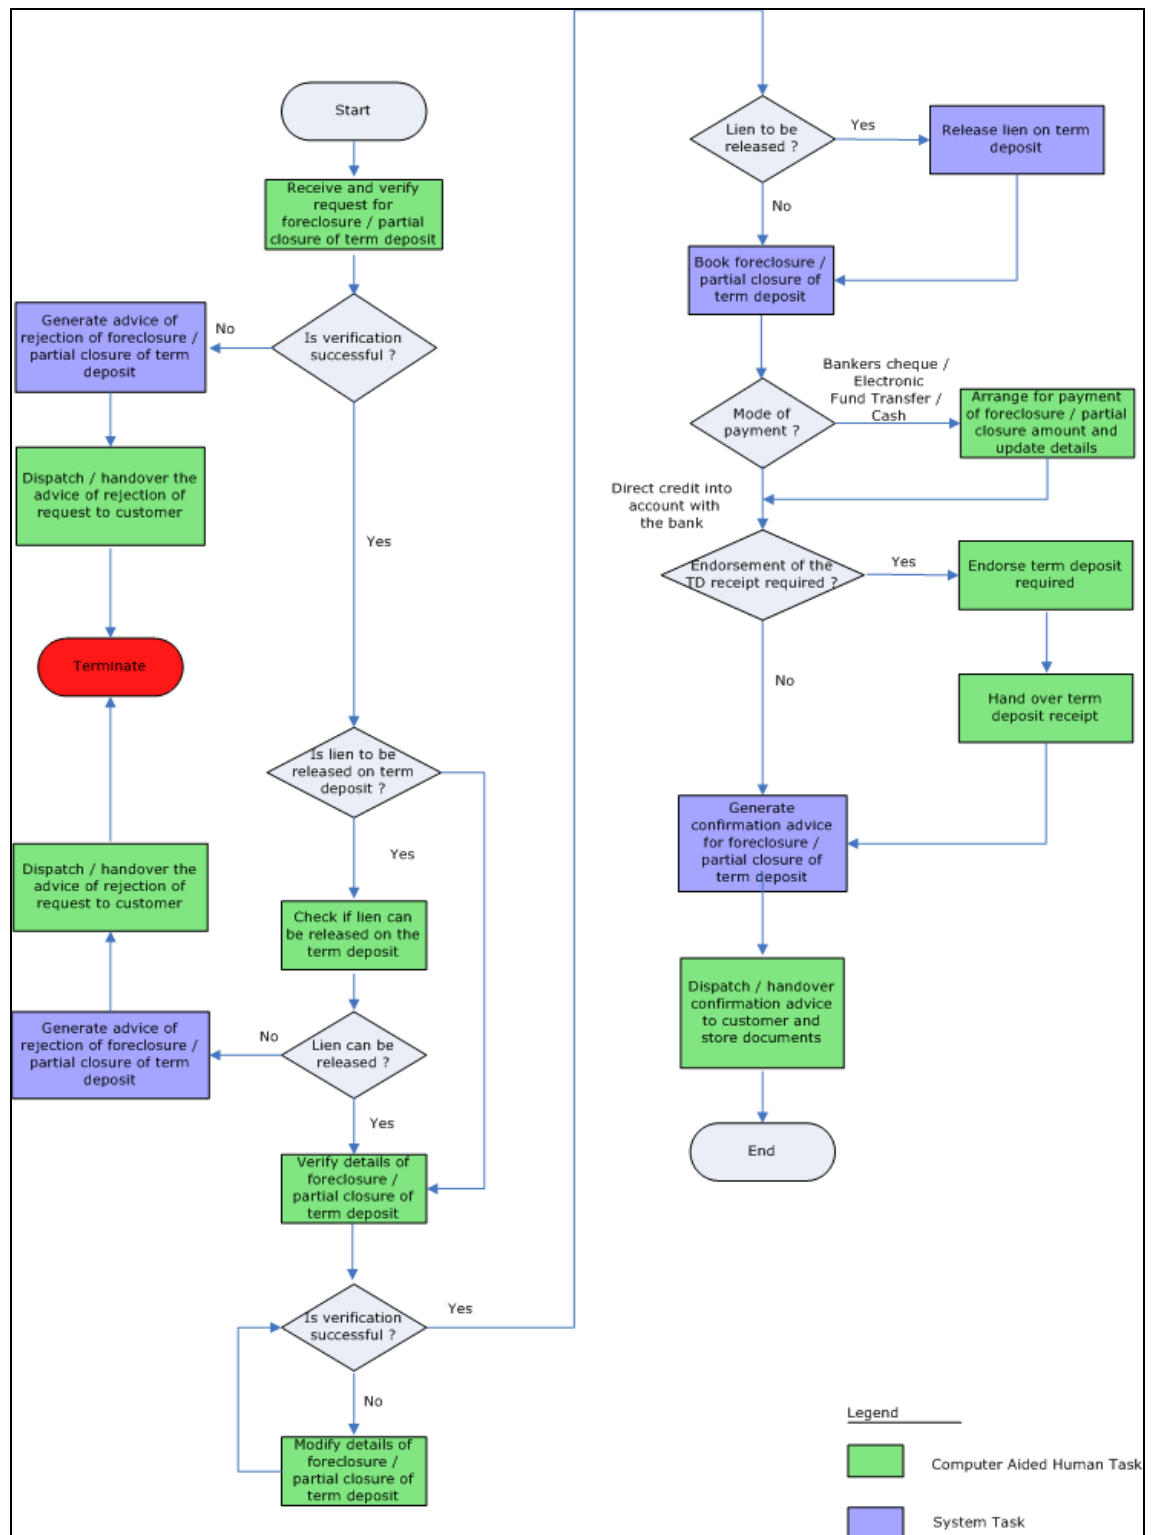 Start
Receive and verify
request for
foreclosure / partial
closure of term deposit
Is verification
successful ?
No
Generate advice of
rejection of foreclosure /
partial closure of term
deposit
Dispatch / handover the
advice of rejection of
request to customer
Terminate
Yes
Is lien to be
released on term
deposit ?
Yes
Check if lien can
be released on the
term deposit
Lien can be
released ?
No
Generate advice of
rejection of foreclosure /
partial closure of term
deposit
Dispatch / handover the
advice of rejection of
request to customer
Yes
Verify details of
foreclosure /
partial closure of
term deposit
Is verification
successful ?
Yes
No
Modify details of
foreclosure /
partial closure of
term deposit
Lien to be
released ?
Yes
Release lien on term
deposit
No
Book foreclosure /
partial closure of
term deposit
Mode of
payment ?
Bankers cheque /
Electronic
Fund Transfer /
Cash
Arrange for payment
of foreclosure / partial
closure amount and
update details
Direct credit into
account with
the bank
Endorsement of the
TD receipt required ?
Yes
Endorse term deposit
required
Hand over term
deposit receipt
No
Generate
confirmation advice
for foreclosure /
partial closure of
term deposit
Dispatch / handover
confirmation advice
to customer and
store documents
End
Legend
Computer Aided Human Task
System Task